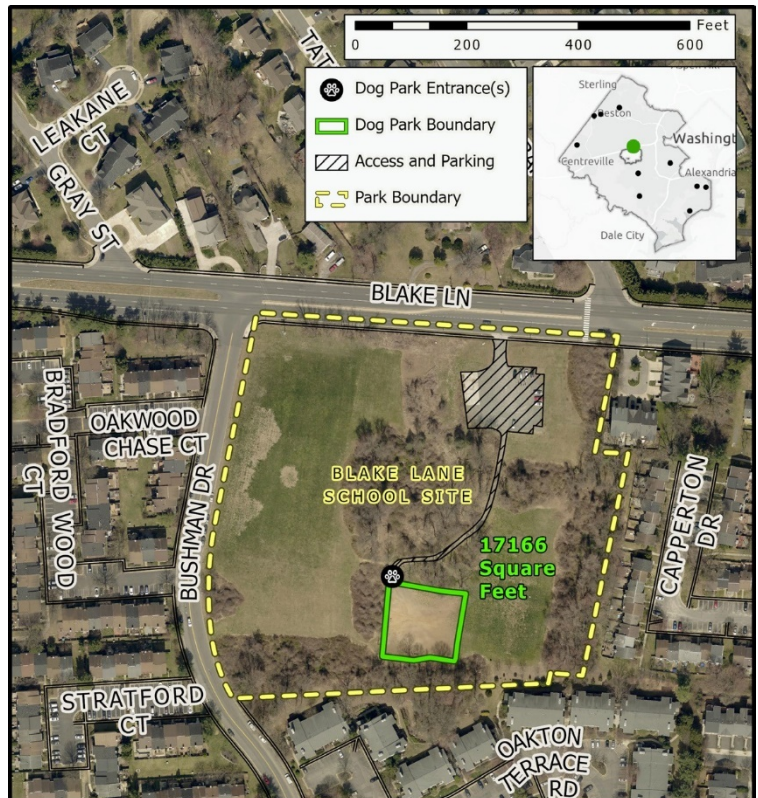 Feet
0 200 400 600
Dog Park Entrance(s)
Dog Park Boundary
Access and Parking
Park Boundary
Sterling
Reston
Washingt
Centreville
Alexandria
Dale City
TAT
LEAKANE
CT
GRAY ST
BLAKE LN
BRADFORD WOOD
CT
OAKWOOD
CHASE CT
BUSHMAN DR
BLAKE LANE
SCHOOL SITE
17166
Square
Feet
CAPPERTON
DR
STRATFORD
CT
OAKTON
TERRACE
RD